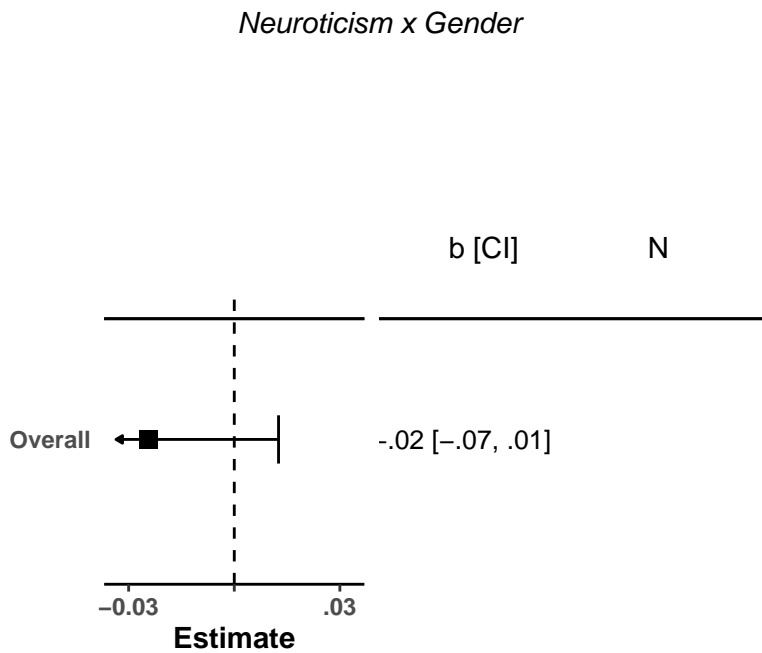 Neuroticism x Gender
b [CI] N
Overall -.02 [−.07, .01]
−0.03 .03
Estimate